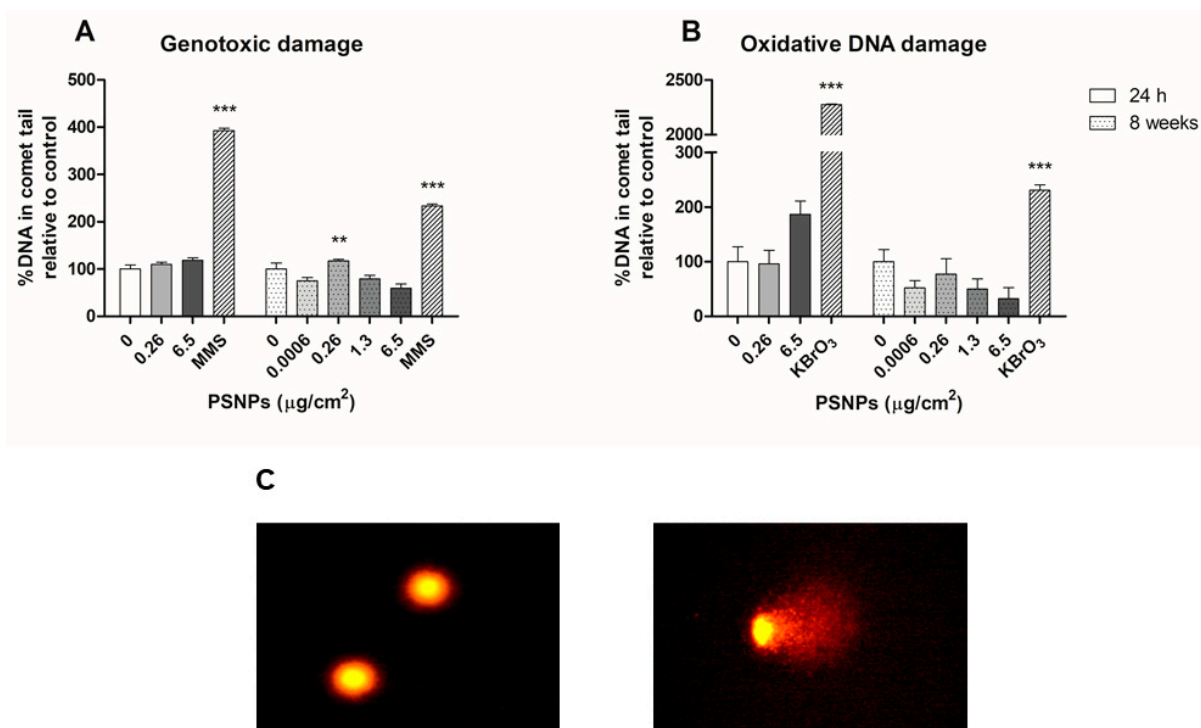 A
Genotoxic damage
%DNA in comet tail
relative to control
500
400
300
200
100
0
***
**
***
0
0.26
6.5
MMS
0
0.0006
0.26
1.3
6.5
MMS
PSNPs (μg/cm²)
B
Oxidative DNA damage
%DNA in comet tail
relative to control
2500
2000
300
200
100
0
***
***
0
0.26
6.5
KBrO₃
0
0.0006
0.26
1.3
6.5
KBrO₃
PSNPs (μg/cm²)
24 h
8 weeks
C